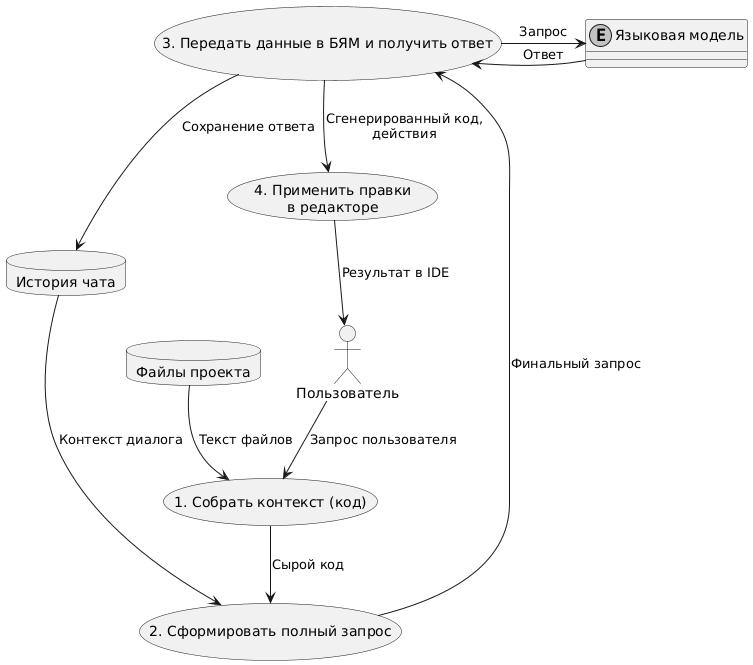 3. Передать данные в БЯМ и получить ответ
Запрос
Ответ
E Языковая модель
Сохранение ответа
Сгенерированный код,
действия
4. Применить правки
в редакторе
История чата
Результат в IDE
Файлы проекта
Пользователь
Финальный запрос
Контекст диалога
Текст файлов
Запрос пользователя
1. Собрать контекст (код)
Сырой код
2. Сформировать полный запрос